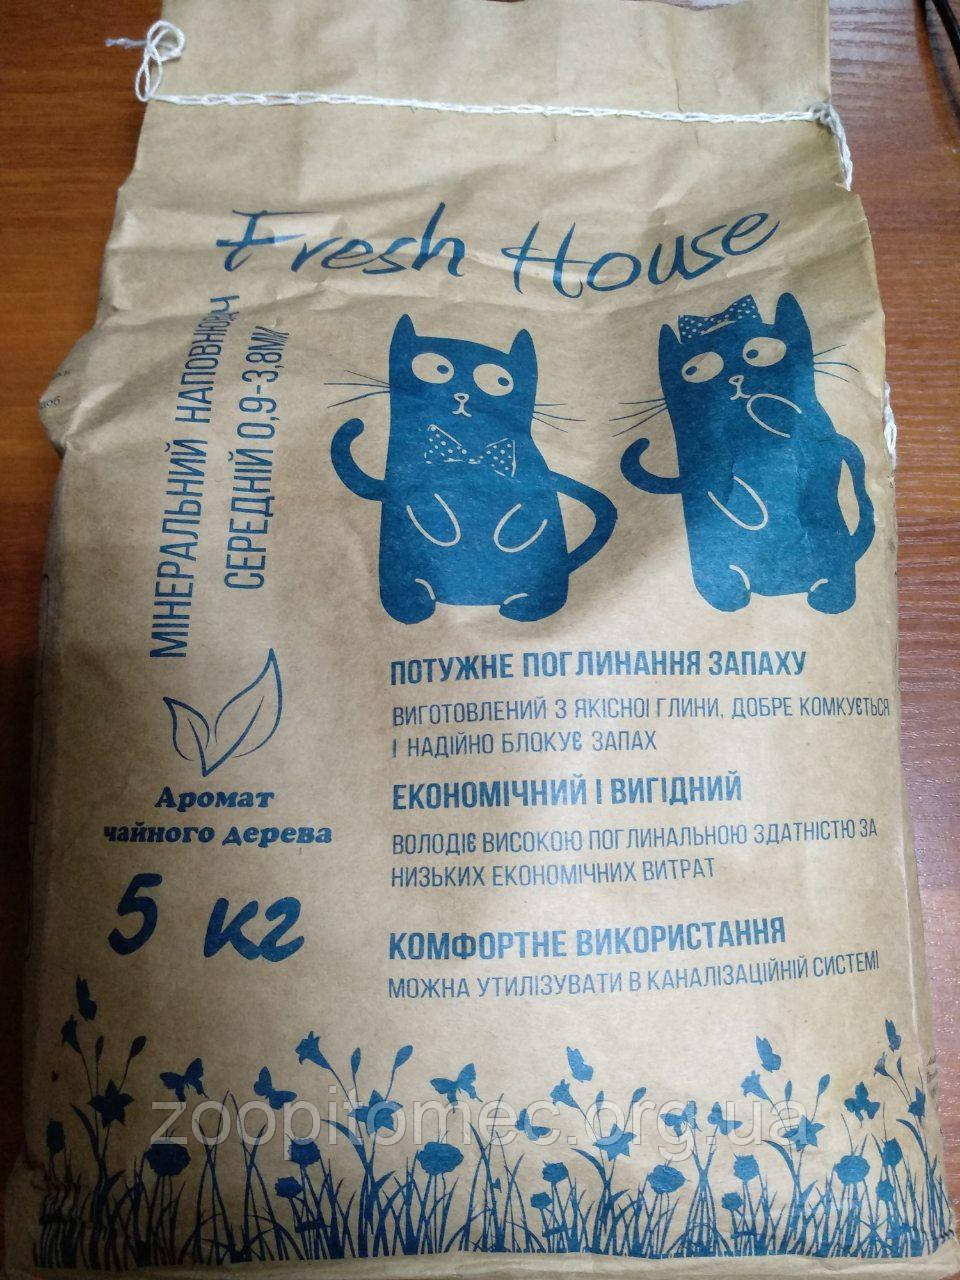 Fresh House
МІНЕРАЛЬНИЙ НАПОВНЮВАЧ
СЕРЕДНІЙ 0,9-3,8ММ
Аромат
чайного дерева
5 кг
ПОТУЖНЕ ПОГЛИНАННЯ ЗАПАХУ
ВИГОТОВЛЕНИЙ З ЯКІСНОЇ ГЛИНИ, ДОБРЕ КОМКУЄТЬСЯ
І НАДІЙНО БЛОКУЄ ЗАПАХ
ЕКОНОМІЧНИЙ І ВИГІДНИЙ
ВОЛОДІЄ ВИСОКОЮ ПОГЛИНАЛЬНОЮ ЗДАТНІСТЮ ЗА
НИЗЬКИХ ЕКОНОМІЧНИХ ВИТРАТ
КОМФОРТНЕ ВИКОРИСТАННЯ
МОЖНА УТИЛІЗУВАТИ В КАНАЛІЗАЦІЙНІЙ СИСТЕМІ
zoopitomec.org.ua